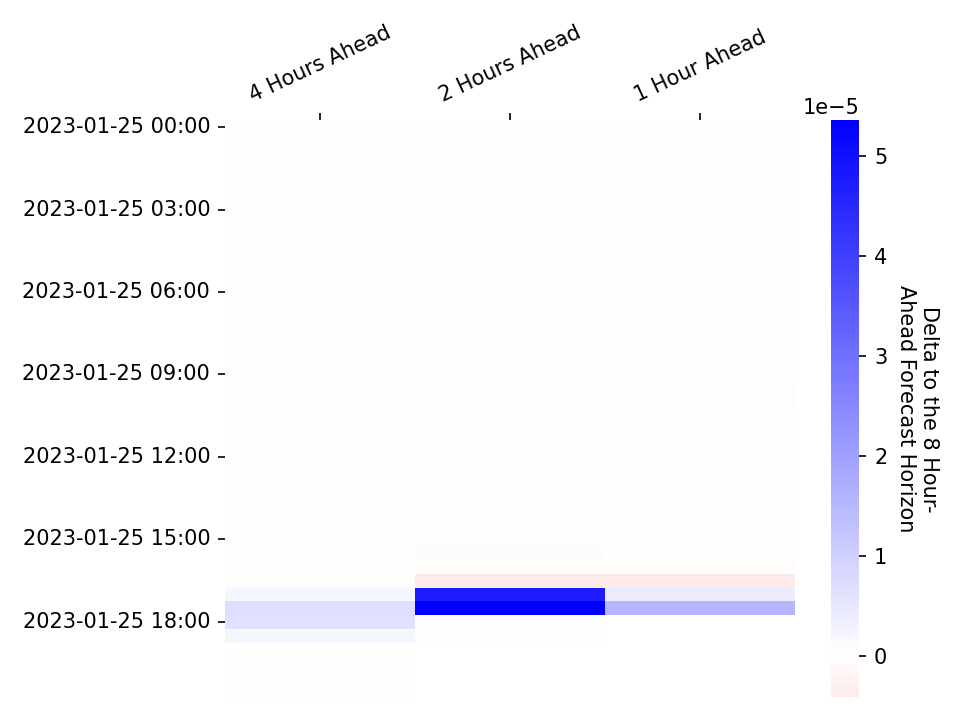 4 Hours Ahead
2 Hours Ahead
1 Hour Ahead
1e−5
2023-01-25 00:00
2023-01-25 03:00
2023-01-25 06:00
2023-01-25 09:00
2023-01-25 12:00
2023-01-25 15:00
2023-01-25 18:00
5
4
3
2
1
0
Delta to the 8 Hour-
Ahead Forecast Horizon